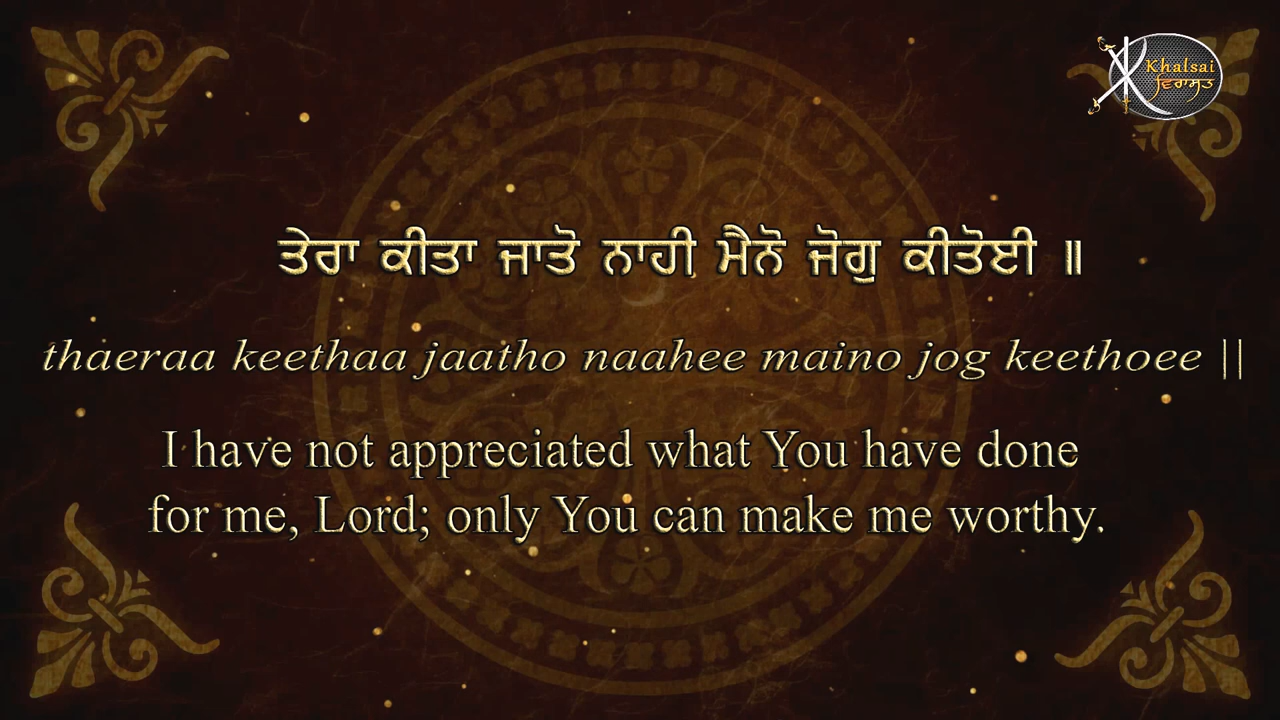 Khalsai
ਵਿਰਾਸਤ
ਤੇਰਾ ਕੀਤਾ ਜਾਤੋ ਨਾਹੀ ਮੈਨੋ ਜੋਗੁ ਕੀਤੋਈ ॥
thaeraa keethaa jaatho naahee maino jog keethoee ||
I have not appreciated what You have done
for me, Lord; only You can make me worthy.